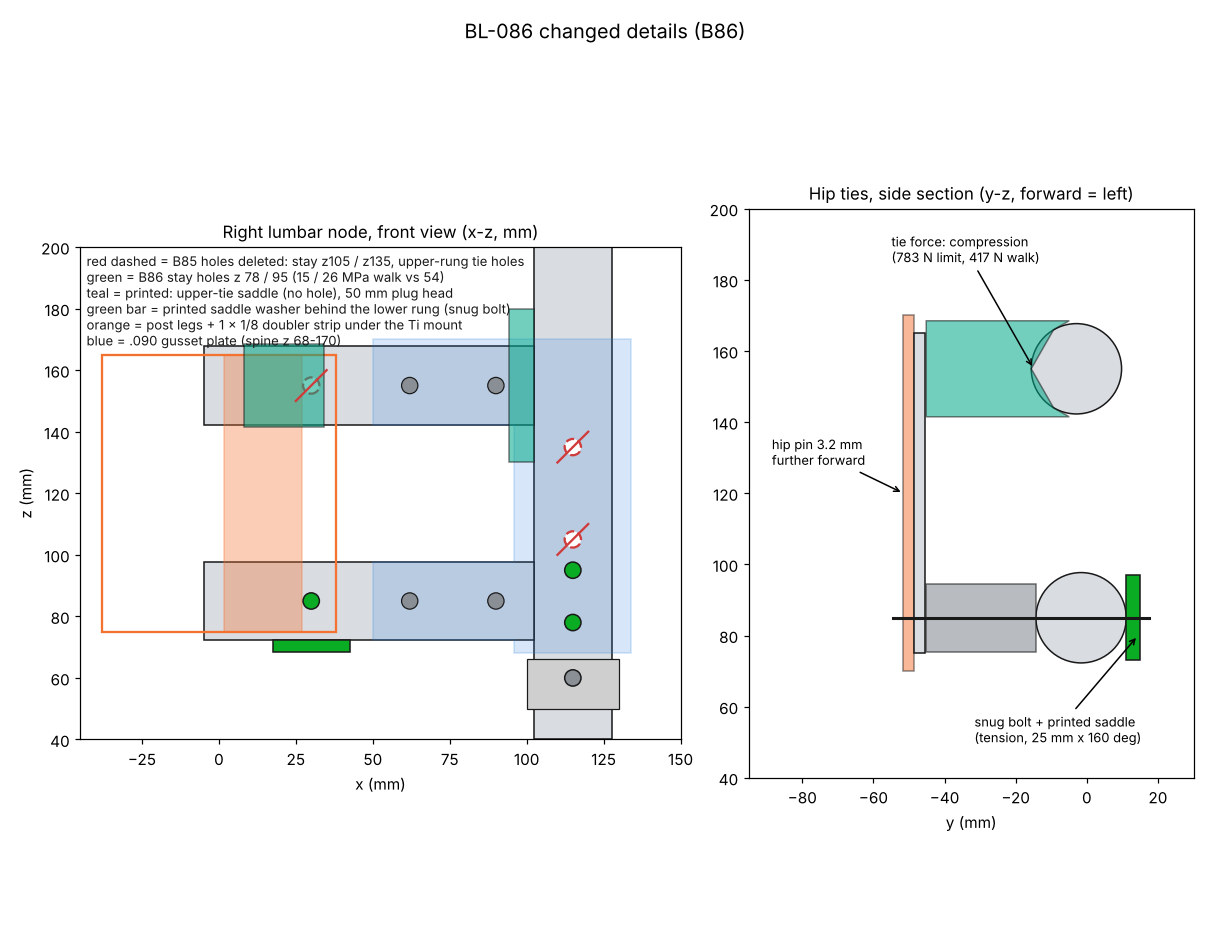 BL-086 changed details (B86)
Right lumbar node, front view (x-z, mm)
red dashed = B85 holes deleted: stay z105 / z135, upper-rung tie holes
green = B86 stay holes z 78 / 95 (15 / 26 MPa walk vs 54)
teal = printed: upper-tie saddle (no hole), 50 mm plug head
green bar = printed saddle washer behind the lower rung (snug bolt)
orange = post legs + 1 × 1/8 doubler strip under the Ti mount
blue = .090 gusset plate (spine z 68-170)
200
180
160
140
120
100
80
60
40
z (mm)
−25
0
25
50
75
100
125
150
x (mm)
Hip ties, side section (y-z, forward = left)
tie force: compression
(783 N limit, 417 N walk)
hip pin 3.2 mm
further forward
snug bolt + printed saddle
(tension, 25 mm x 160 deg)
200
180
160
140
120
100
80
60
40
−80
−60
−40
−20
0
20
y (mm)